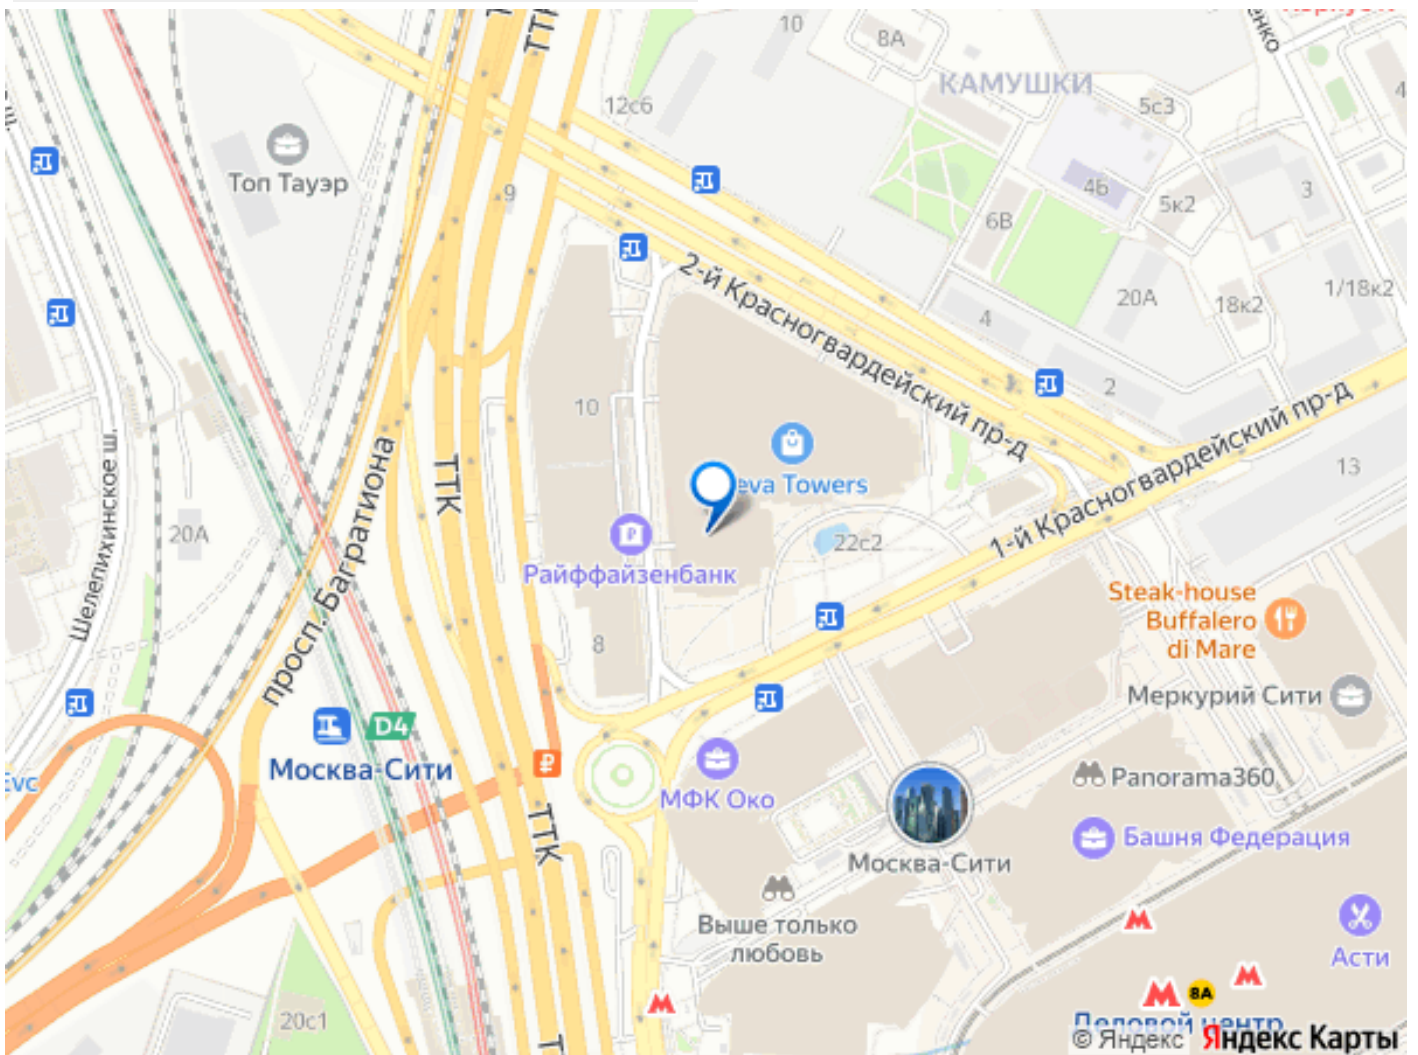 10
8А
КАМУШКИ
12с6
5с3
Топ Тауэр
9
4Б
5к2
3
6В
20А
18к2
1/18к2
4
2
2-й Красногвардейский пр-д
10
1-й Красногвардейский пр-д
13
просп. Багратиона
ТТК
Шелепихинское ш.
20А
eva Towers
22с2
Райффайзенбанк
8
Steak-house
Buffalero
di Mare
Меркурий Сити
D4
Москва-Сити
МФК Око
Panorama360
Башня Федерация
Москва-Сити
ТТК
Выше только
любовь
Асти
8А
Деловой центр
20с1
© Яндекс Яндекс Карты